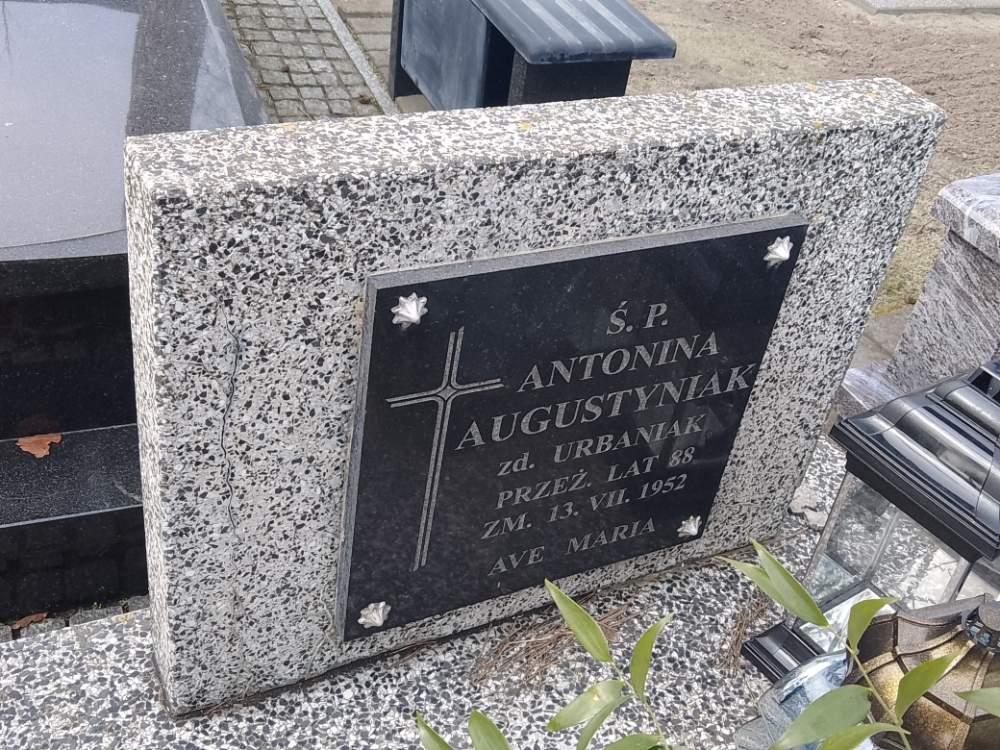 Ś. P.
ANTONINA
AUGUSTYNIAK
zd. URBANIAK
PRZEŻ. LAT 88
ZM. 13. VII. 1952
AVE MARIA